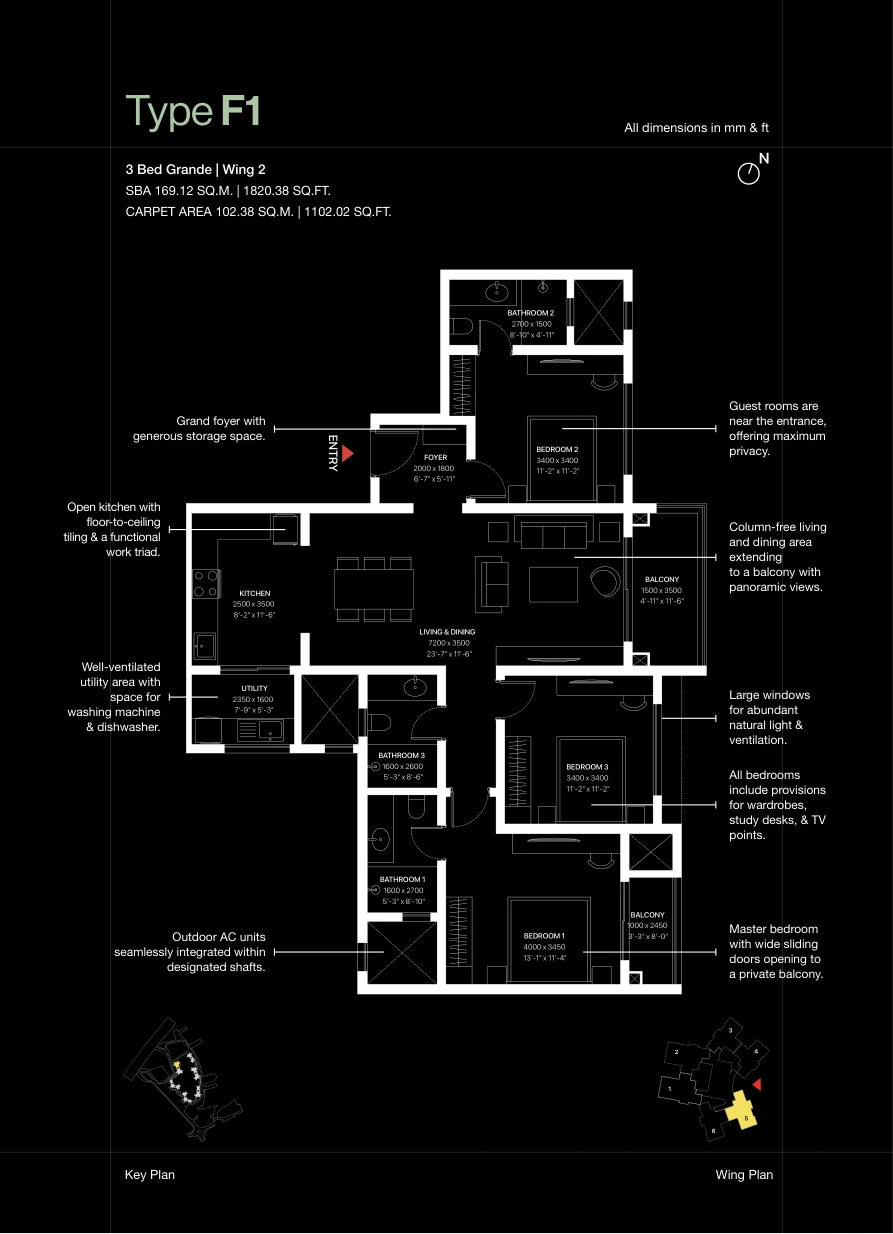 Type F1
All dimensions in mm & ft
N
3 Bed Grande | Wing 2
SBA 169.12 SQ.M. | 1820.38 SQ.FT.
CARPET AREA 102.38 SQ.M. | 1102.02 SQ.FT.
BATHROOM 2
2700 x 1500
8'-10" x 4'-11"
Grand foyer with
generous storage space.
ENTRY
FOYER
2000 x 1800
6'-7" x 5'-11"
BEDROOM 2
3400 x 3400
11'-2" x 11'-2"
Guest rooms are
near the entrance,
offering maximum
privacy.
Open kitchen with
floor-to-ceiling
tiling & a functional
work triad.
KITCHEN
2500 x 3500
8'-2" x 11'-6"
LIVING & DINING
7200 x 3500
23'-7" x 11'-6"
BALCONY
1500 x 3500
4'-11" x 11'-6"
Column-free living
and dining area
extending
to a balcony with
panoramic views.
Well-ventilated
utility area with
space for
washing machine
& dishwasher.
UTILITY
2350 x 1600
7'-9" x 5'-3"
BATHROOM 3
1600 x 2600
5'-3" x 8'-6"
BEDROOM 3
3400 x 3400
11'-2" x 11'-2"
Large windows
for abundant
natural light &
ventilation.
All bedrooms
include provisions
for wardrobes,
study desks, & TV
points.
BATHROOM 1
1600 x 2700
5'-3" x 8'-10"
Outdoor AC units
seamlessly integrated within
designated shafts.
BEDROOM 1
4000 x 3450
13'-1" x 11'-4"
BALCONY
1000 x 2450
3'-3" x 8'-0"
Master bedroom
with wide sliding
doors opening to
a private balcony.
3
2
4
1
5
6
Key Plan
Wing Plan